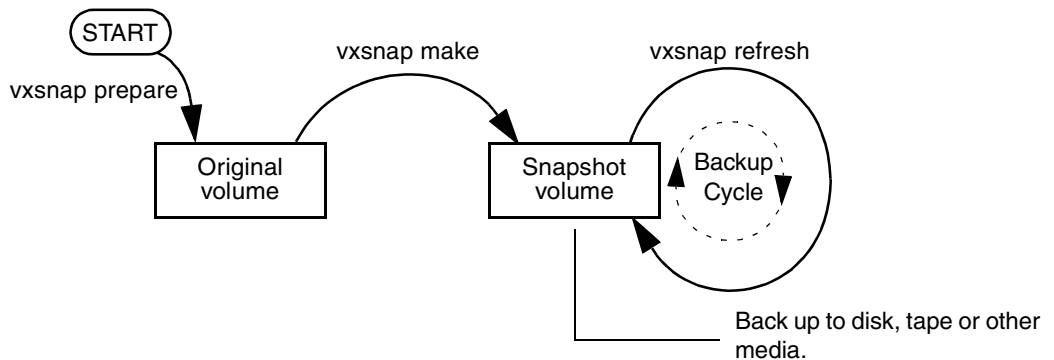 START
vxsnap prepare
vxsnap make
vxsnap refresh
Original
volume
Snapshot
volume
Backup
Cycle
Back up to disk, tape or other
media.